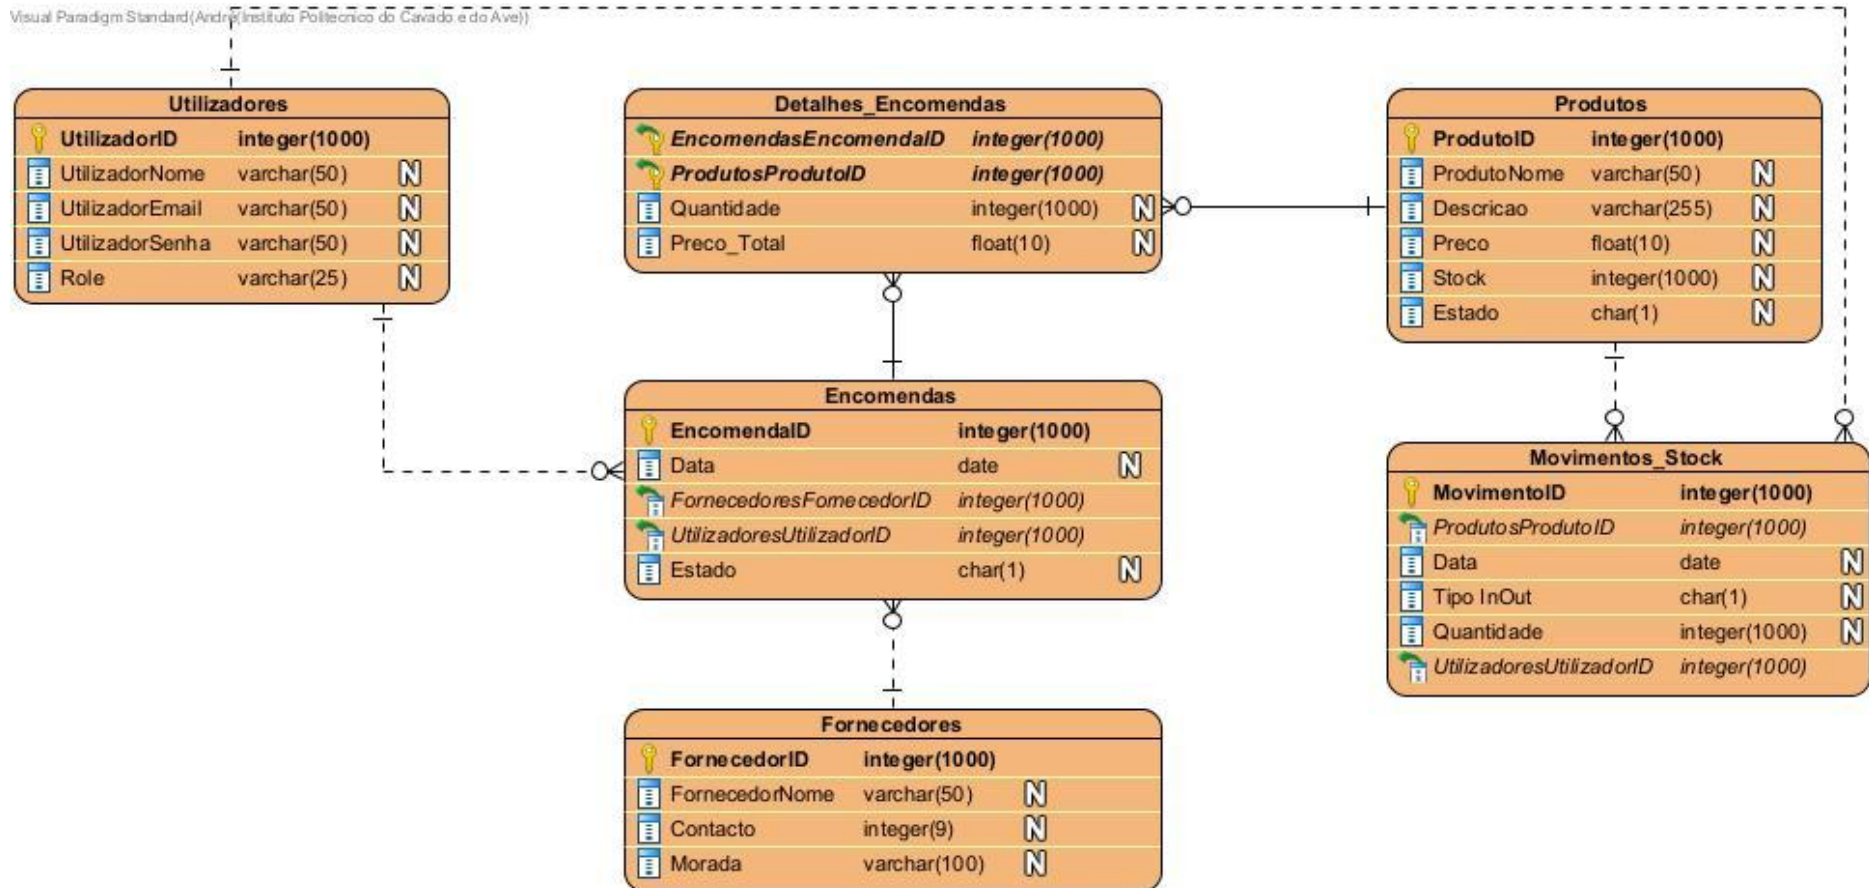 Visual Paradigm Standard(André(Instituto Politecnico do Cavado e do Ave))
Utilizadores
UtilizadorID integer(1000)
UtilizadorNome varchar(50) N
UtilizadorEmail varchar(50) N
UtilizadorSenha varchar(50) N
Role varchar(25) N
Detalhes_Encomendas
EncomendasEncomendaID integer(1000)
ProdutosProdutoID integer(1000)
Quantidade integer(1000) N
Preco_Total float(10) N
Produtos
ProdutoID integer(1000)
ProdutoNome varchar(50) N
Descricao varchar(255) N
Preco float(10) N
Stock integer(1000) N
Estado char(1) N
Encomendas
EncomendaID integer(1000)
Data date N
FornecedoresFornecedorID integer(1000)
UtilizadoresUtilizadorID integer(1000)
Estado char(1) N
Movimentos_Stock
MovimentoID integer(1000)
ProdutosProdutoID integer(1000)
Data date N
Tipo InOut char(1) N
Quantidade integer(1000) N
UtilizadoresUtilizadorID integer(1000)
Fornecedores
FornecedorID integer(1000)
FornecedorNome varchar(50) N
Contacto integer(9) N
Morada varchar(100) N